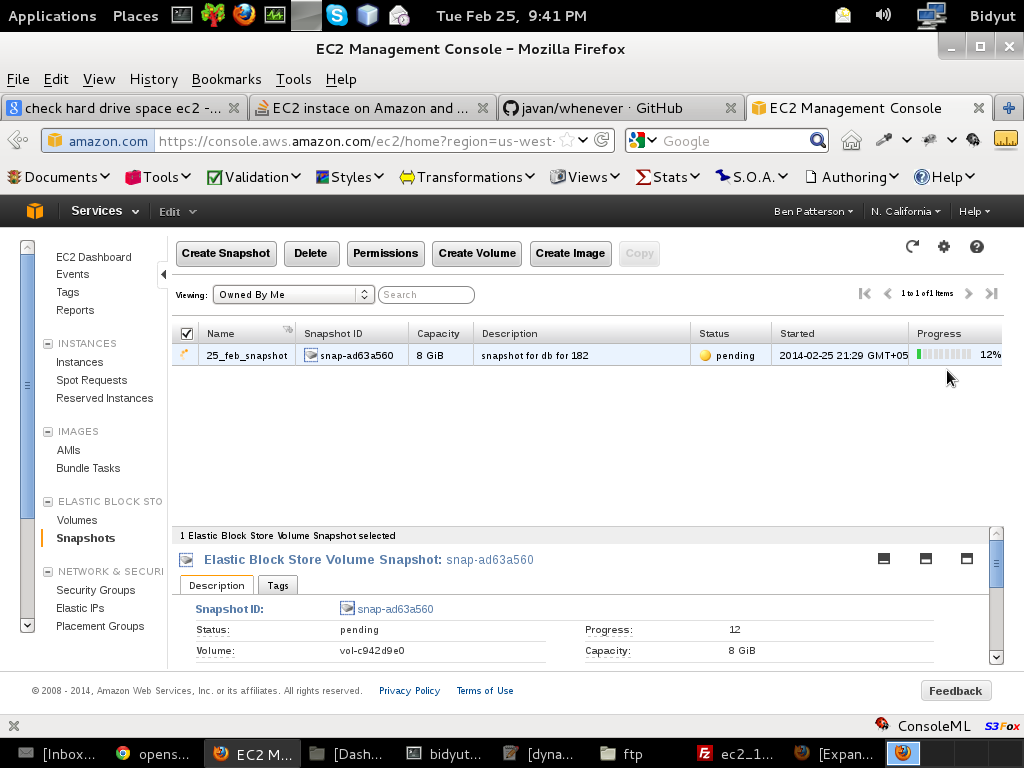 Applications Places Tue Feb 25, 9:41 PM Bidyut
EC2 Management Console - Mozilla Firefox
File Edit View History Bookmarks Tools Help
check hard drive space ec2 -... EC2 instace on Amazon and ... javan/whenever · GitHub EC2 Management Console
amazon.com https://console.aws.amazon.com/ec2/home?region=us-west- Google
Documents Tools Validation Styles Transformations Views Stats S.O.A. Authoring Help
Services Edit Ben Patterson N. California Help
Create Snapshot Delete Permissions Create Volume Create Image Copy
Viewing: Owned By Me Search 1 to 1 of 1 Items
Name Snapshot ID Capacity Description Status Started Progress
25_feb_snapshot snap-ad63a560 8 GiB snapshot for db for 182 pending 2014-02-25 21:29 GMT+05 12%
EC2 Dashboard
Events
Tags
Reports
INSTANCES
Instances
Spot Requests
Reserved Instances
IMAGES
AMIs
Bundle Tasks
ELASTIC BLOCK STO
Volumes
Snapshots
NETWORK & SECURI
Security Groups
Elastic IPs
Placement Groups
1 Elastic Block Store Volume Snapshot selected
Elastic Block Store Volume Snapshot: snap-ad63a560
Description Tags
Snapshot ID: snap-ad63a560
Status: pending Progress: 12
Volume: vol-c942d9e0 Capacity: 8 GiB
© 2008 - 2014, Amazon Web Services, Inc. or its affiliates. All rights reserved. Privacy Policy Terms of Use Feedback
ConsoleML S3Fox
[Inbox... opens... EC2 M... [Dash... bidyut... [dyna... ftp ec2_1... [Expan...